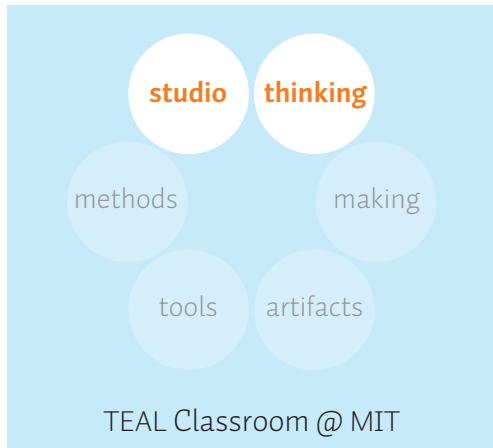 studio thinking
methods making
tools artifacts
TEAL Classroom @ MIT